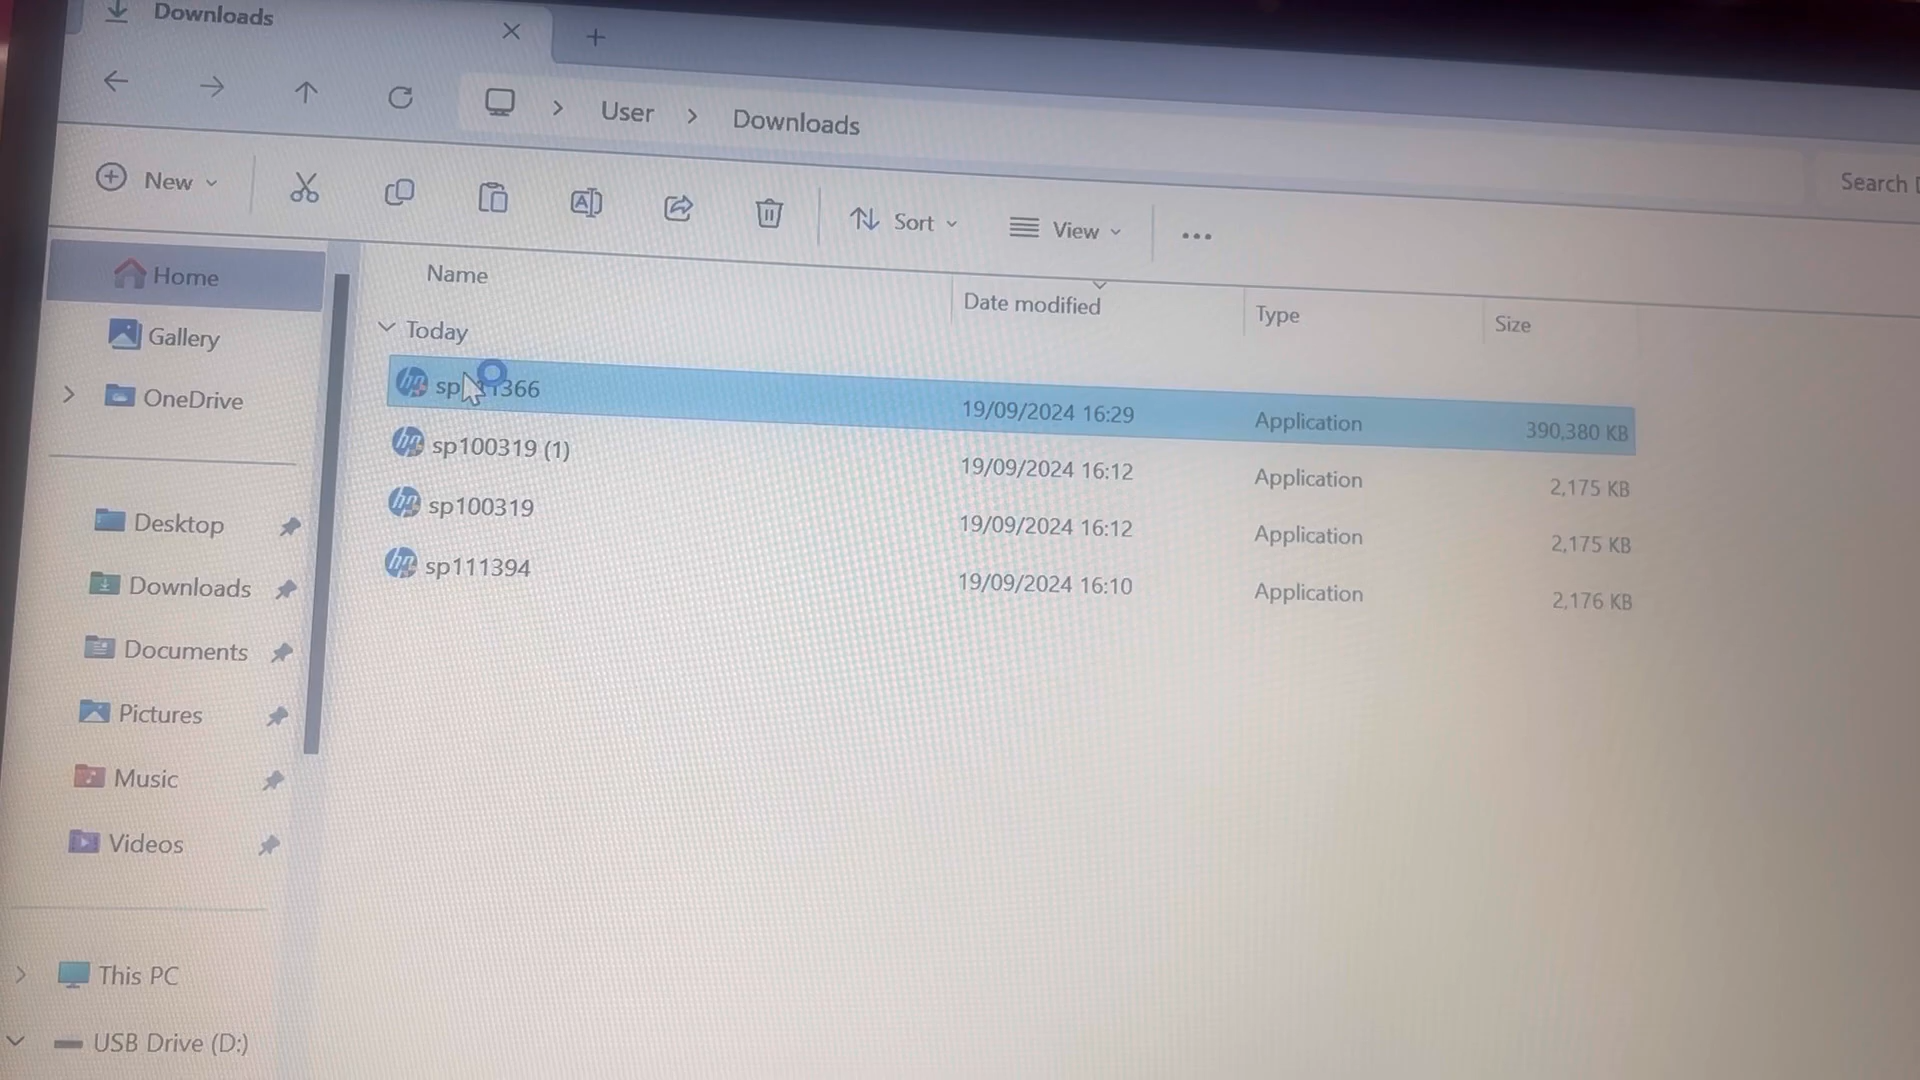 Downloads
User > Downloads
Search
New
Sort
View
Name
Date modified
Type
Size
Home
Gallery
OneDrive
Desktop
Downloads
Documents
Pictures
Music
Videos
This PC
USB Drive (D:)
Today
19/09/2024 16:29 Application 390,380 KB
sp100319 (1) 19/09/2024 16:12 Application 2,175 KB
sp100319 19/09/2024 16:12 Application 2,175 KB
sp111394 19/09/2024 16:10 Application 2,176 KB